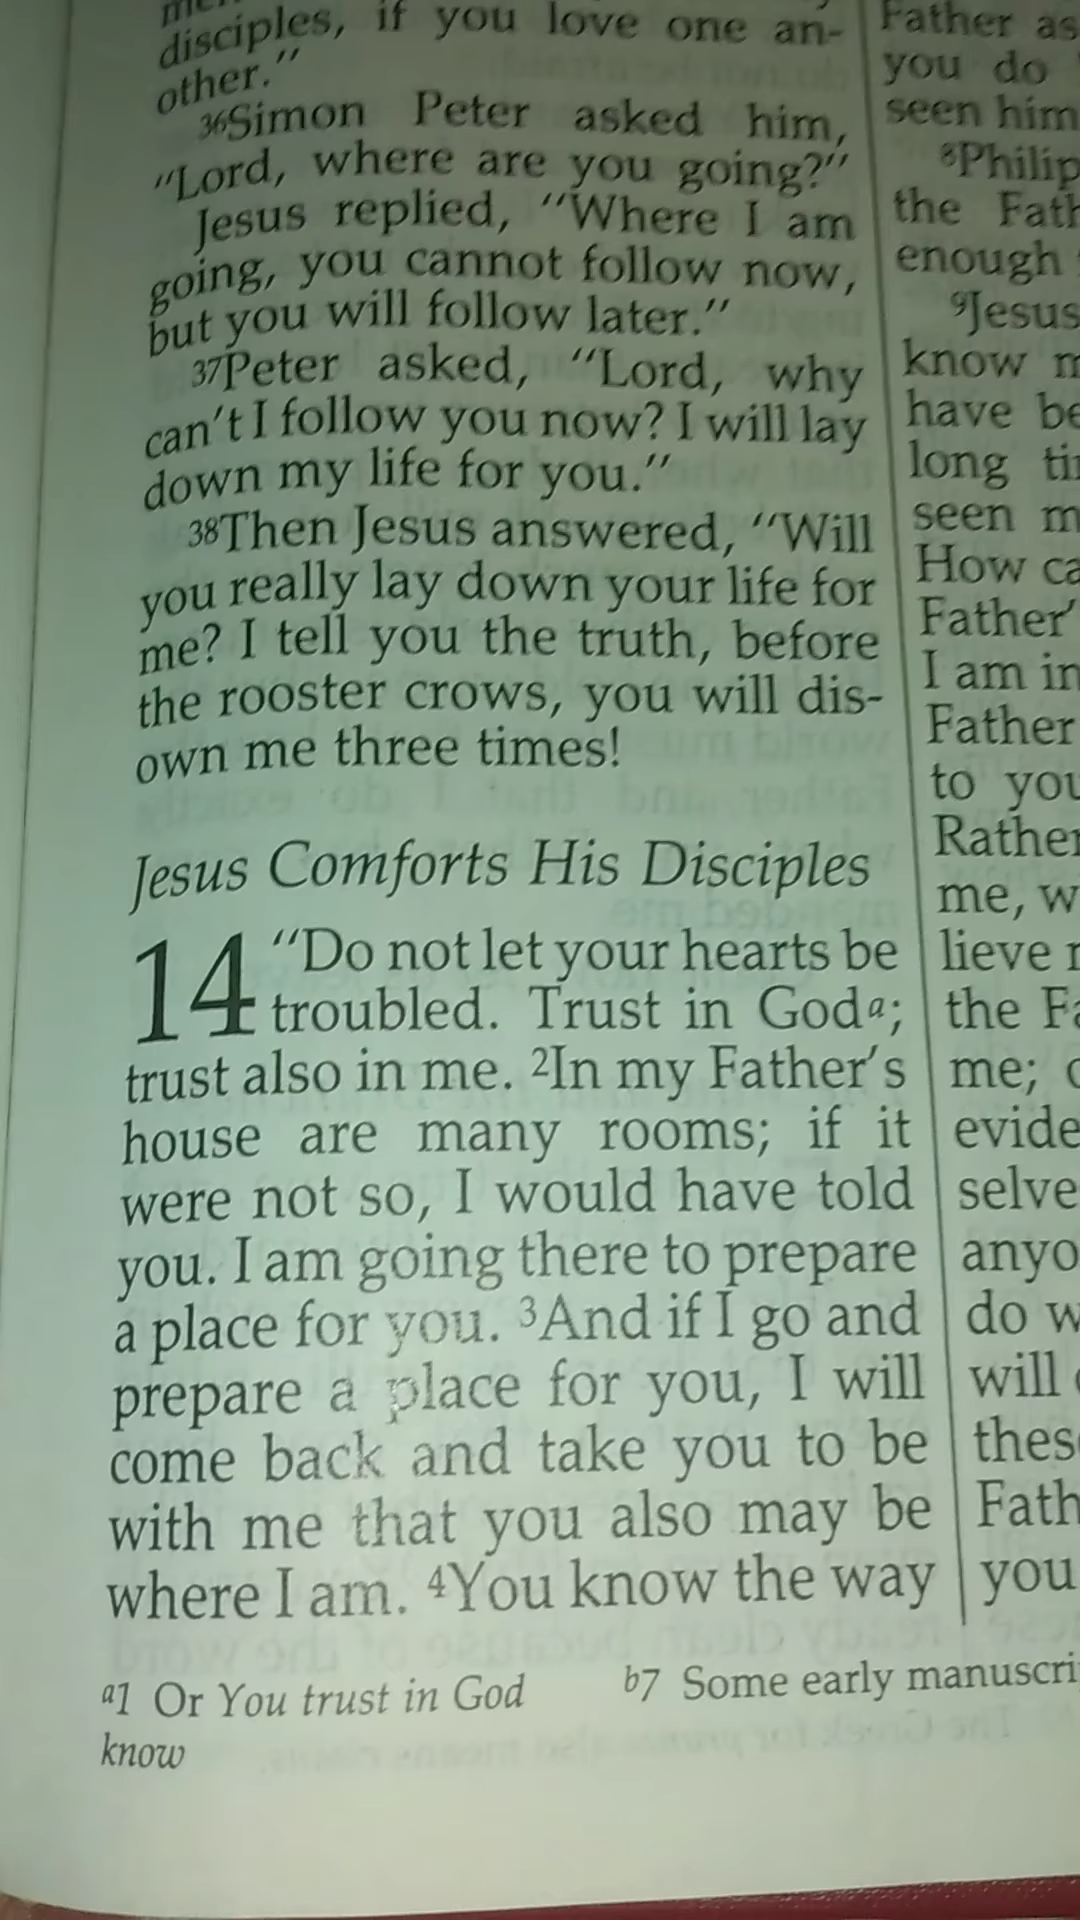 disciples, if you love one an-
other."
36Simon Peter asked him,
"Lord, where are you going?"
Jesus replied, "Where I am
going, you cannot follow now,
but you will follow later."
37Peter asked, "Lord, why
can't I follow you now? I will lay
down my life for you."
38Then Jesus answered, "Will
you really lay down your life for
me? I tell you the truth, before
the rooster crows, you will dis-
own me three times!
Jesus Comforts His Disciples
14 "Do not let your hearts be
troubled. Trust in Goda;
trust also in me. 2In my Father's
house are many rooms; if it
were not so, I would have told
you. I am going there to prepare
a place for you. 3And if I go and
prepare a place for you, I will
come back and take you to be
with me that you also may be
where I am. 4You know the way
Father as
you do
seen him
8Philip
the Fath
enough
9Jesus
know m
have be
long ti
seen m
How ca
Father'
I am in
Father
to you
Rather
me, w
lieve
the Fa
me;
evide
selve
anyo
do w
will
thes
Fath
you
a1 Or You trust in God b7 Some early manuscri
know